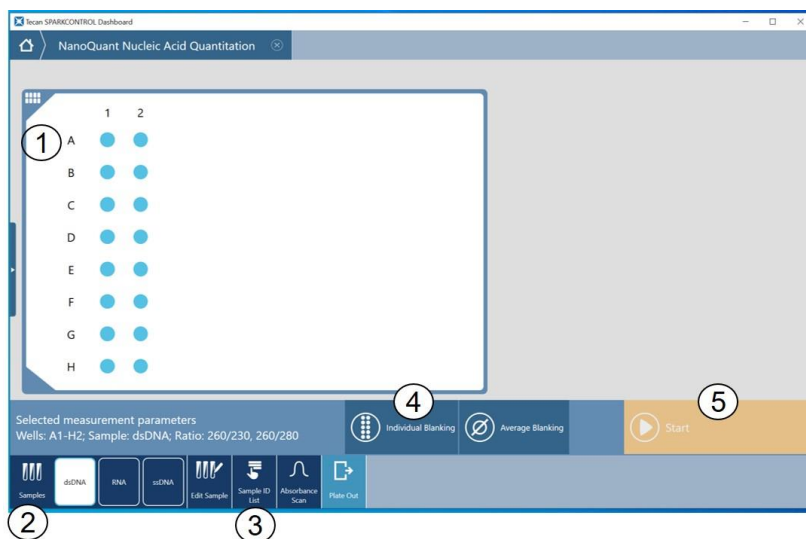 Tecan SPARKCONTROL Dashboard
NanoQuant Nucleic Acid Quantitation
1 2
1
A
B
C
D
E
F
G
H
4
5
Selected measurement parameters
Wells: A1-H2; Sample: dsDNA; Ratio: 260/230, 260/280
Individual Blanking
Average Blanking
Start
Samples
dsDNA
RNA
ssDNA
Edit Sample
Sample ID
List
Absorbance
Scan
Plate Out
2
3